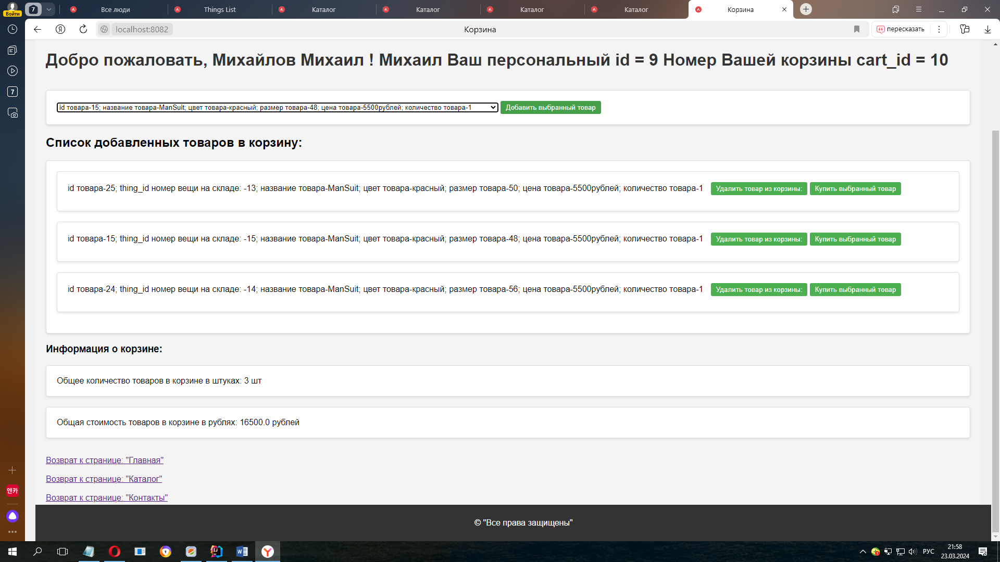 7
Все люди
Things List
Каталог
Каталог
Каталог
Каталог
Корзина
Войти
localhost:8082
Корзина
пересказать
7
Добро пожаловать, Михайлов Михаил ! Михаил Ваш персональный id = 9 Номер Вашей корзины cart_id = 10
id товара-15; название товара-ManSuit; цвет товара-красный; размер товара-48; цена товара-5500рублей; количество товара-1
Добавить выбранный товар
Список добавленных товаров в корзину:
id товара-25; thing_id номер вещи на складе: -13; название товара-ManSuit; цвет товара-красный; размер товара-50; цена товара-5500рублей; количество товара-1 Удалить товар из корзины: Купить выбранный товар
id товара-15; thing_id номер вещи на складе: -15; название товара-ManSuit; цвет товара-красный; размер товара-48; цена товара-5500рублей; количество товара-1 Удалить товар из корзины: Купить выбранный товар
id товара-24; thing_id номер вещи на складе: -14; название товара-ManSuit; цвет товара-красный; размер товара-56; цена товара-5500рублей; количество товара-1 Удалить товар из корзины: Купить выбранный товар
Информация о корзине:
Общее количество товаров в корзине в штуках: 3 шт
Общая стоимость товаров в корзине в рублях: 16500.0 рублей
Возврат к странице: "Главная"
Возврат к странице: "Каталог"
Возврат к странице: "Контакты"
엔카
© "Все права защищены"
РУС
21:58
23.03.2024